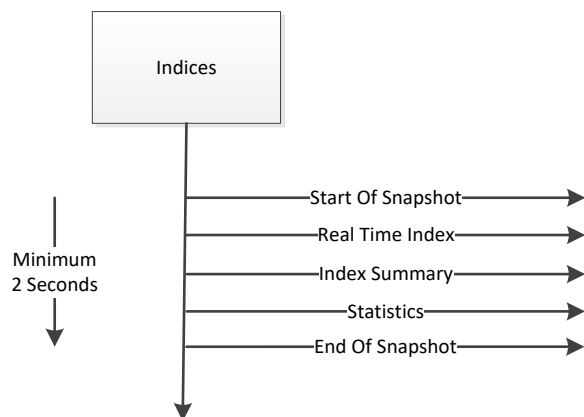 Indices
Start Of Snapshot
Real Time Index
Minimum
2 Seconds
Index Summary
Statistics
End Of Snapshot